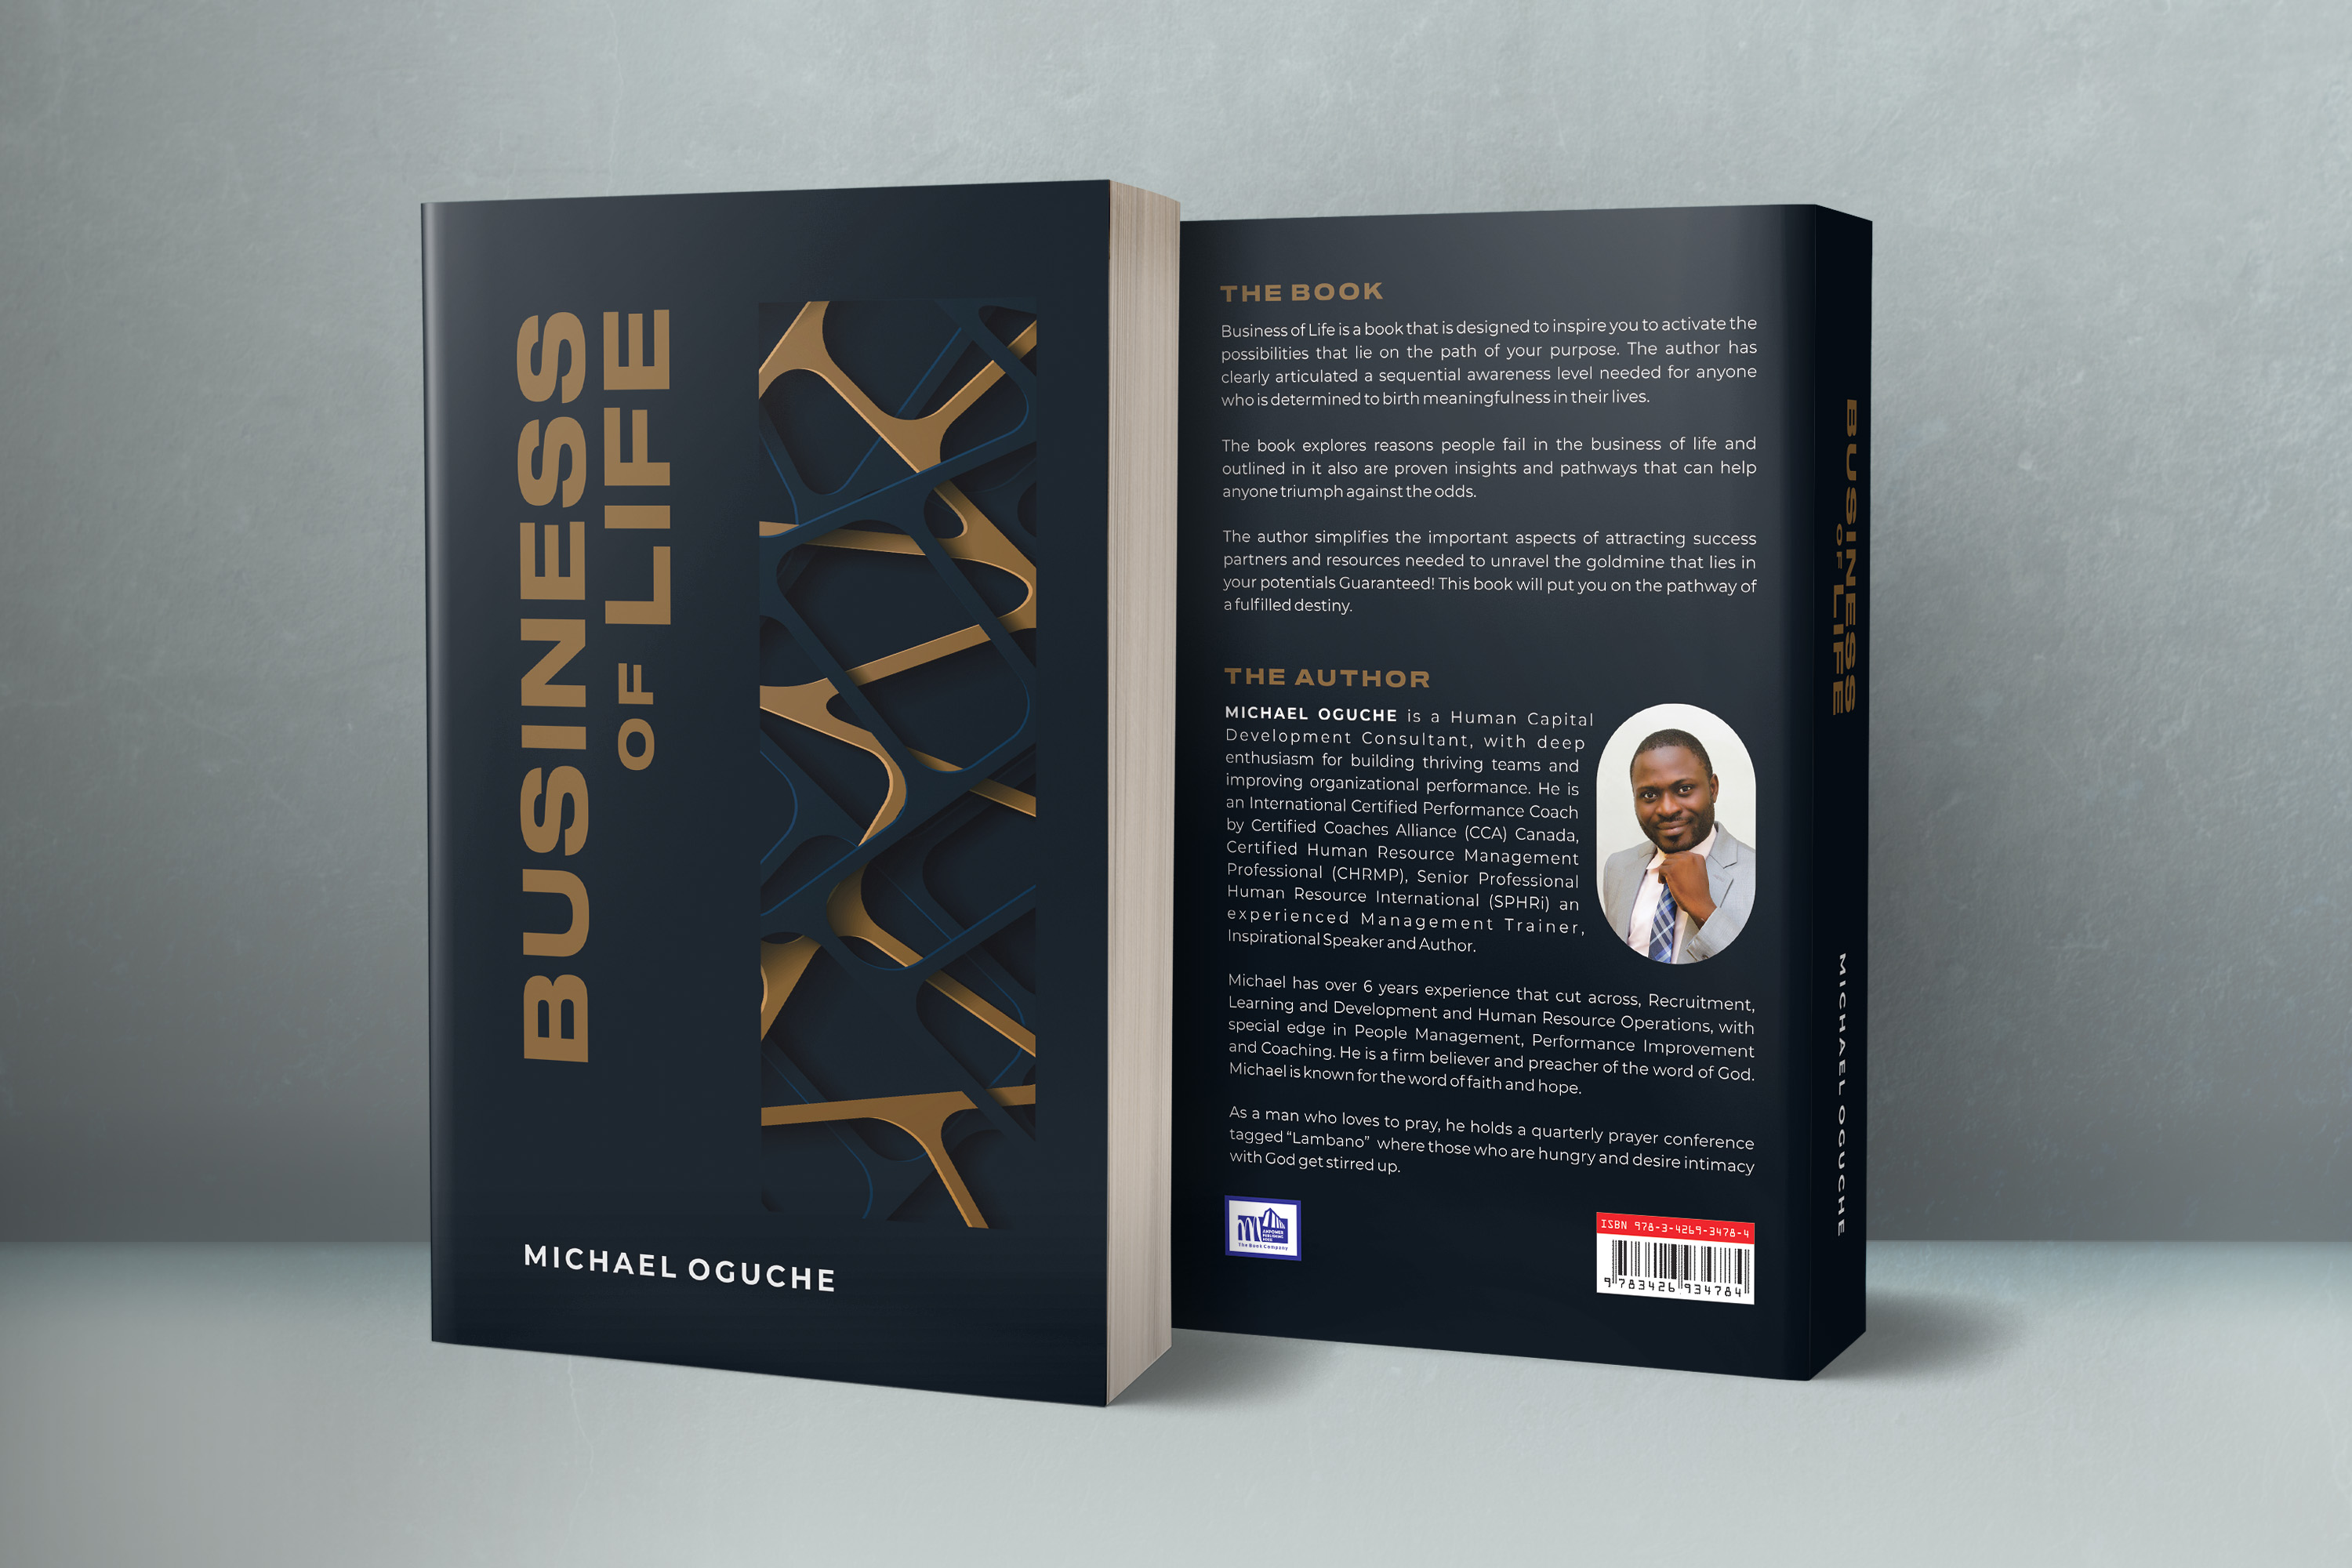 BUSINESS
OF LIFE
MICHAEL OGUCHE
THE BOOK
Business of Life is a book that is designed to inspire you to activate the
possibilities that lie on the path of your purpose. The author has
clearly articulated a sequential awareness level needed for anyone
who is determined to birth meaningfulness in their lives.
The book explores reasons people fail in the business of life and
outlined in it also are proven insights and pathways that can help
anyone triumph against the odds.
The author simplifies the important aspects of attracting success
partners and resources needed to unravel the goldmine that lies in
your potentials Guaranteed! This book will put you on the pathway of
a fulfilled destiny.
THE AUTHOR
MICHAEL OGUCHE is a Human Capital
Development Consultant, with deep
enthusiasm for building thriving teams and
improving organizational performance. He is
an International Certified Performance Coach
by Certified Coaches Alliance (CCA) Canada,
Certified Human Resource Management
Professional (CHRMP), Senior Professional
Human Resource International (SPHRi) an
experienced Management Trainer,
Inspirational Speaker and Author.
Michael has over 6 years experience that cut across, Recruitment,
Learning and Development and Human Resource Operations, with
special edge in People Management, Performance Improvement
and Coaching. He is a firm believer and preacher of the word of God.
Michael is known for the word of faith and hope.
As a man who loves to pray, he holds a quarterly prayer conference
tagged “Lambano” where those who are hungry and desire intimacy
with God get stirred up.
The Book Company
ISBN 978-3-4269-3478-4
9 783426 934784
BUSINESS
OF LIFE
MICHAEL OGUCHE